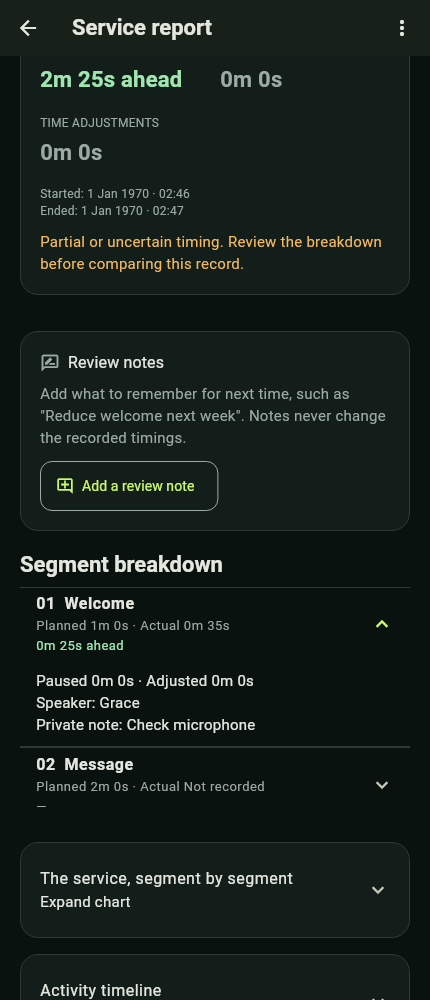 Service report
2m 25s ahead
0m 0s
TIME ADJUSTMENTS
0m 0s
Started: 1 Jan 1970 · 02:46
Ended: 1 Jan 1970 · 02:47
Partial or uncertain timing. Review the breakdown
before comparing this record.
Review notes
Add what to remember for next time, such as
"Reduce welcome next week". Notes never change
the recorded timings.
Add a review note
Segment breakdown
01 Welcome
Planned 1m 0s · Actual 0m 35s
0m 25s ahead
Paused 0m 0s · Adjusted 0m 0s
Speaker: Grace
Private note: Check microphone
02 Message
Planned 2m 0s · Actual Not recorded
—
The service, segment by segment
Expand chart
Activity timeline